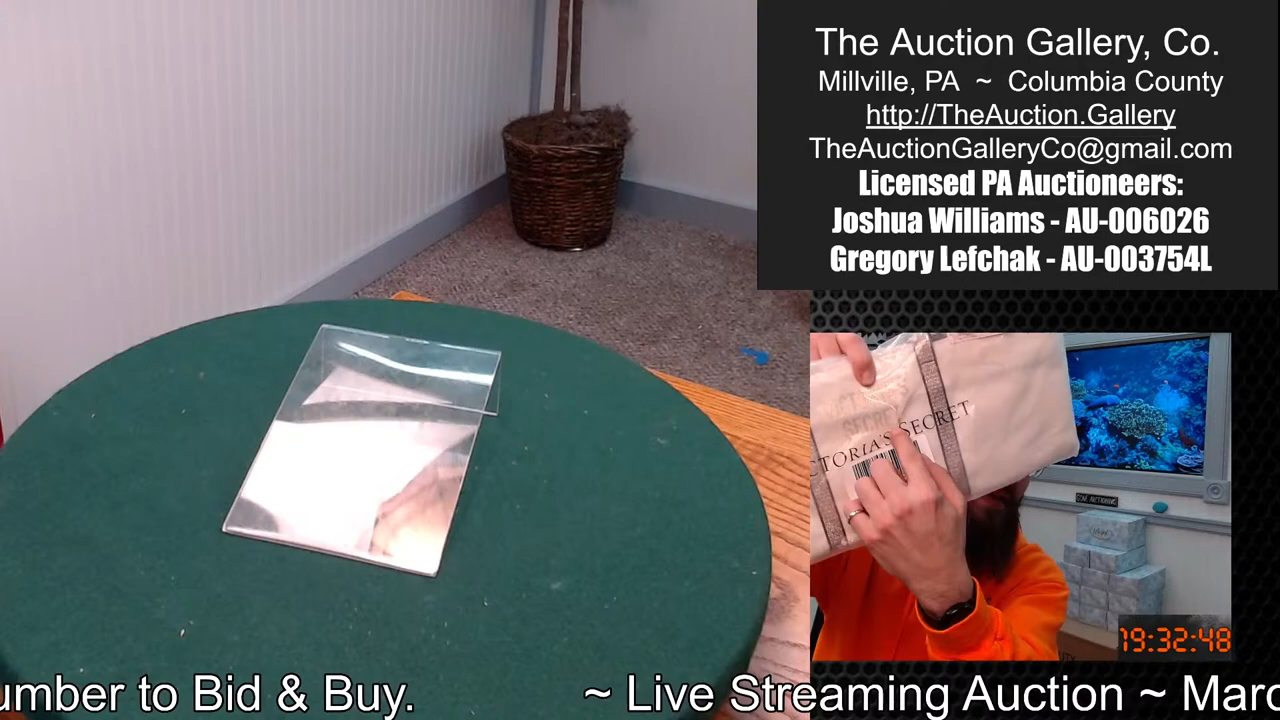 The Auction Gallery, Co.
Millville, PA ~ Columbia County
http://TheAuction.Gallery
TheAuctionGalleryCo@gmail.com
Licensed PA Auctioneers:
Joshua Williams - AU-006026
Gregory Lefchak - AU-003754L
CTORIA'S SECRET
19:32:48
umber to Bid & Buy. ~ Live Streaming Auction ~ Marc